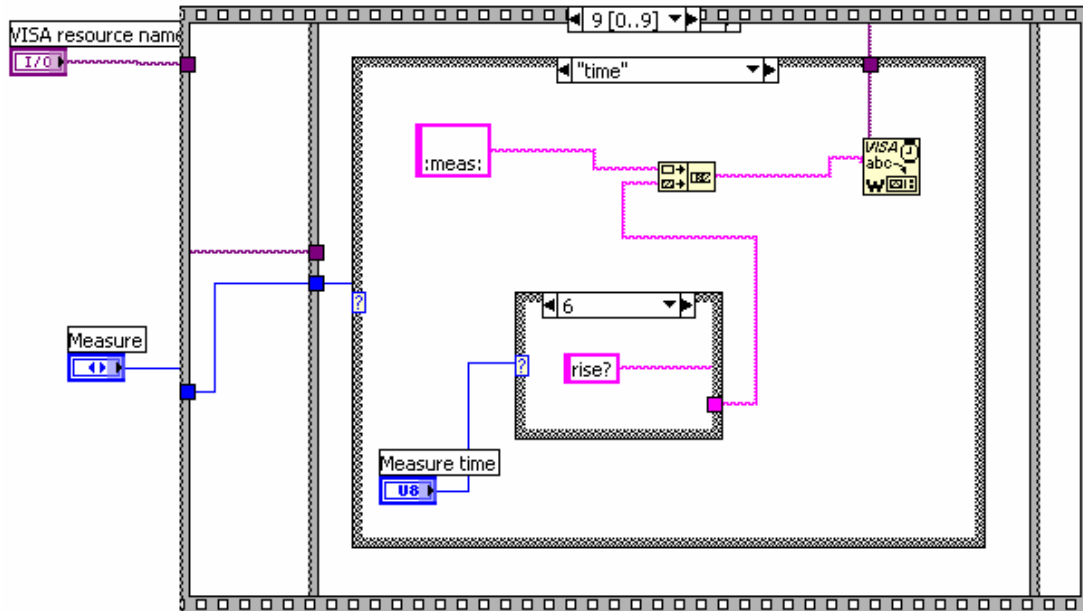 9 [0..9]
VISA resource name
I/O
"time"
:meas:
VISA
abc
W
6
Measure
rise?
Measure time
U8